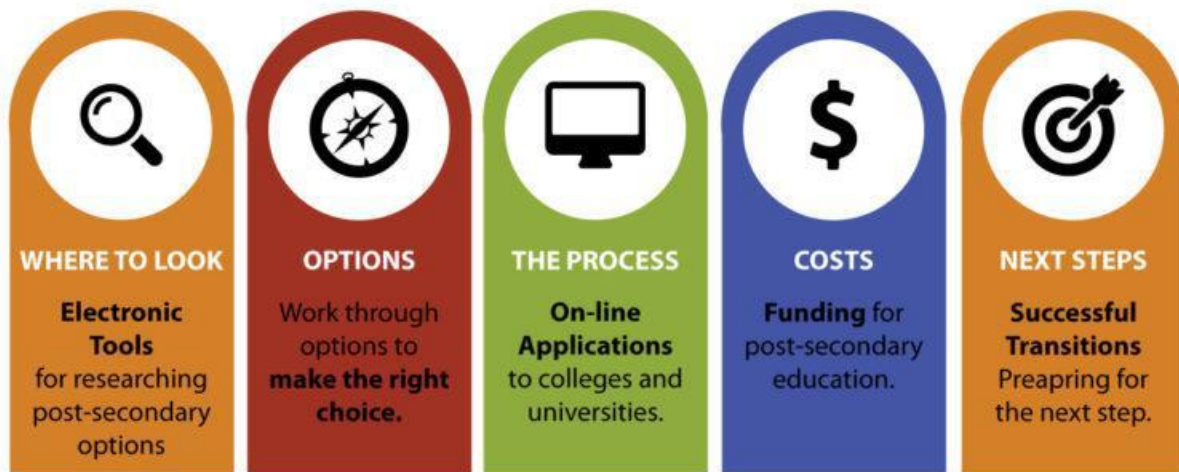 WHERE TO LOOK
Electronic
Tools
for researching
post-secondary
options
OPTIONS
Work through
options to
make the right
choice.
THE PROCESS
On-line
Applications
to colleges and
universities.
COSTS
Funding for
post-secondary
education.
NEXT STEPS
Successful
Transitions
Preapring for
the next step.